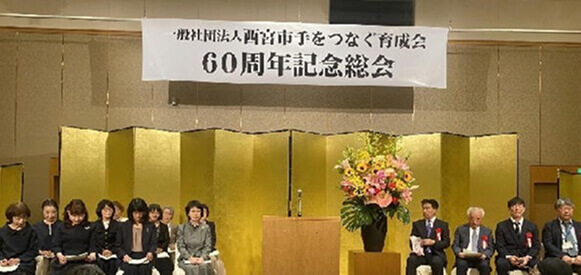 一般社団法人西宮市手をつなぐ育成会
60周年記念総会